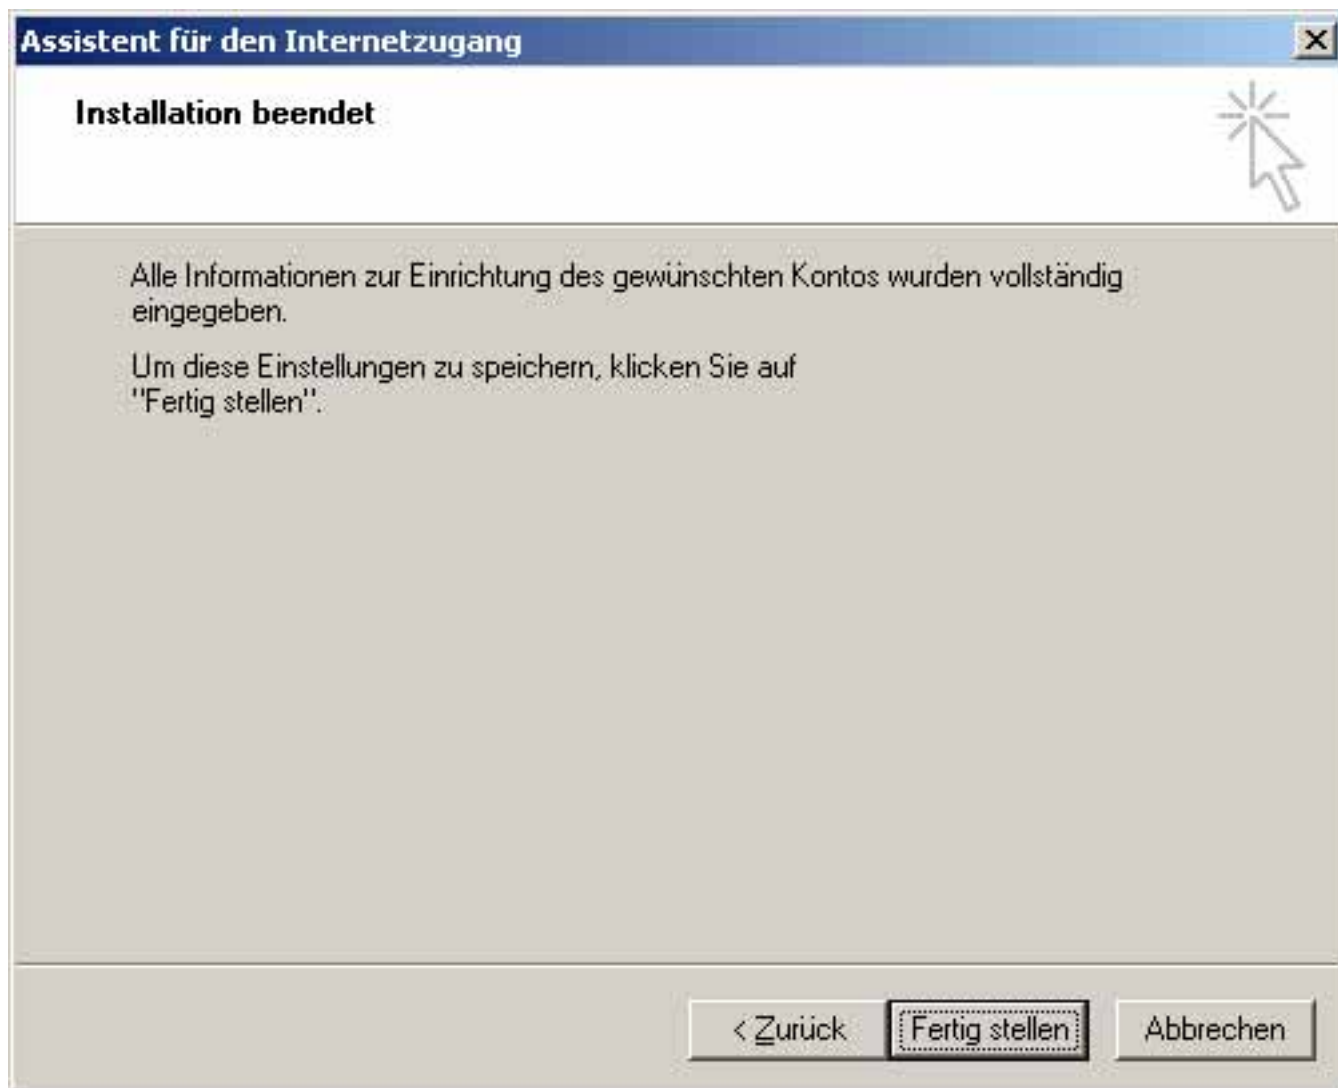 Assistent für den Internetzugang
Installation beendet
Alle Informationen zur Einrichtung des gewünschten Kontos wurden vollständig
eingegeben.
Um diese Einstellungen zu speichern, klicken Sie auf
"Fertig stellen".
< Zurück
Fertig stellen
Abbrechen